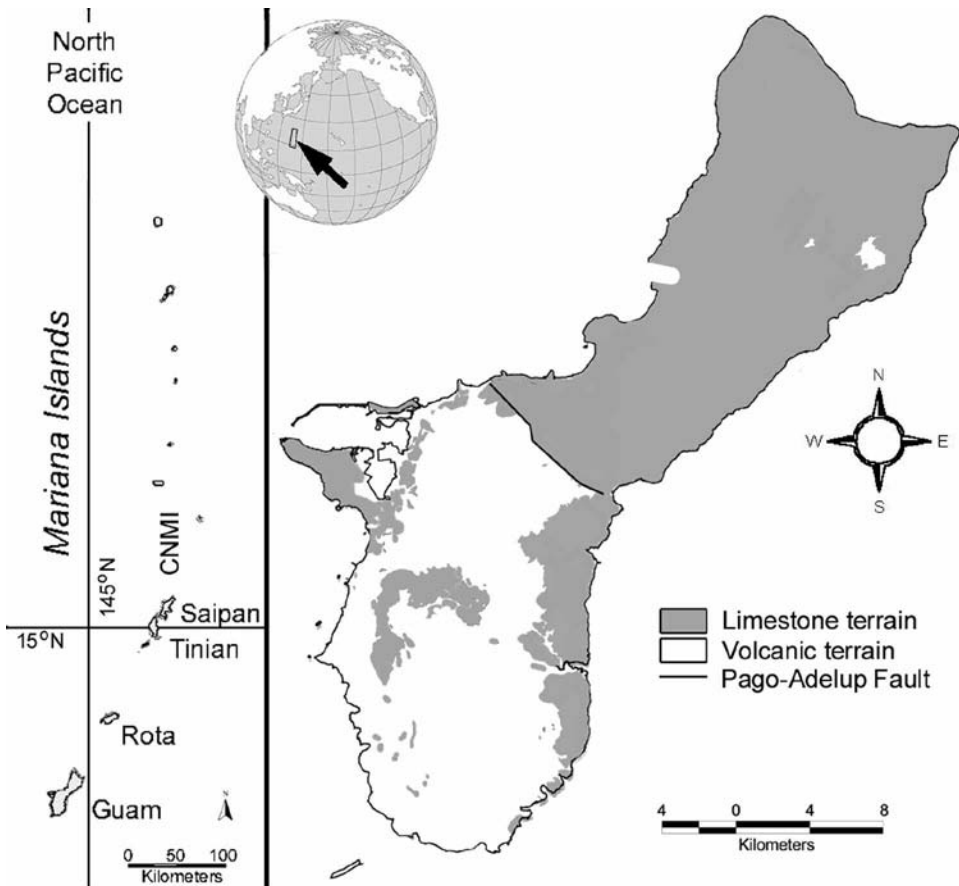 North
Pacific
Ocean
Mariana Islands
CNMI
145°N
15°N
Saipan
Tinian
Rota
Guam
N
0 50 100
Kilometers
N
W E
S
Limestone terrain
Volcanic terrain
Pago-Adelup Fault
4 0 4 8
Kilometers